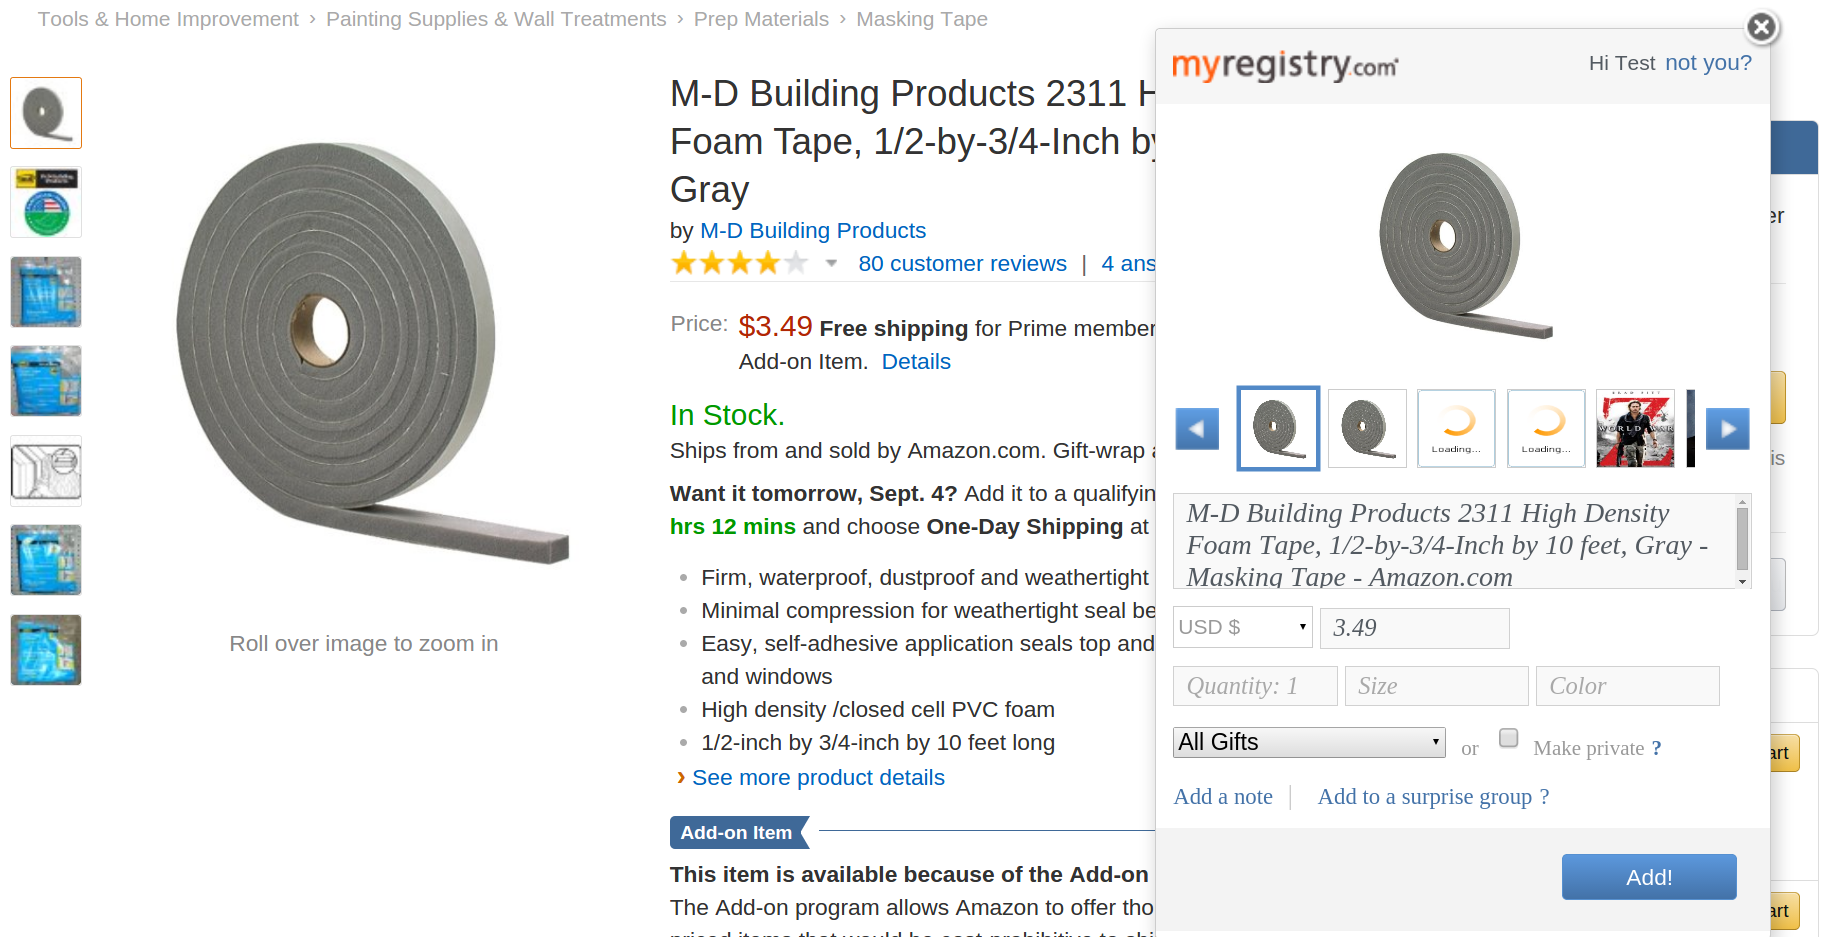 Tools & Home Improvement › Painting Supplies & Wall Treatments › Prep Materials › Masking Tape
M-D Building Products 2311 H
Foam Tape, 1/2-by-3/4-Inch by
Gray
by M-D Building Products
80 customer reviews | 4 ans
Price: $3.49 Free shipping for Prime member
Add-on Item. Details
In Stock.
Ships from and sold by Amazon.com. Gift-wrap a
Want it tomorrow, Sept. 4? Add it to a qualifyin
hrs 12 mins and choose One-Day Shipping at
• Firm, waterproof, dustproof and weathertight
• Minimal compression for weathertight seal be
• Easy, self-adhesive application seals top and
and windows
• High density /closed cell PVC foam
• 1/2-inch by 3/4-inch by 10 feet long
› See more product details
Add-on Item
This item is available because of the Add-on
The Add-on program allows Amazon to offer tho
Roll over image to zoom in
myregistry.com
Hi Test not you?
Loading...
Loading...
WORLD WAR
Z
M-D Building Products 2311 High Density
Foam Tape, 1/2-by-3/4-Inch by 10 feet, Gray -
Masking Tape - Amazon.com
USD $
3.49
Quantity: 1
Size
Color
All Gifts
or
Make private ?
Add a note
Add to a surprise group ?
Add!
er
is
art
art